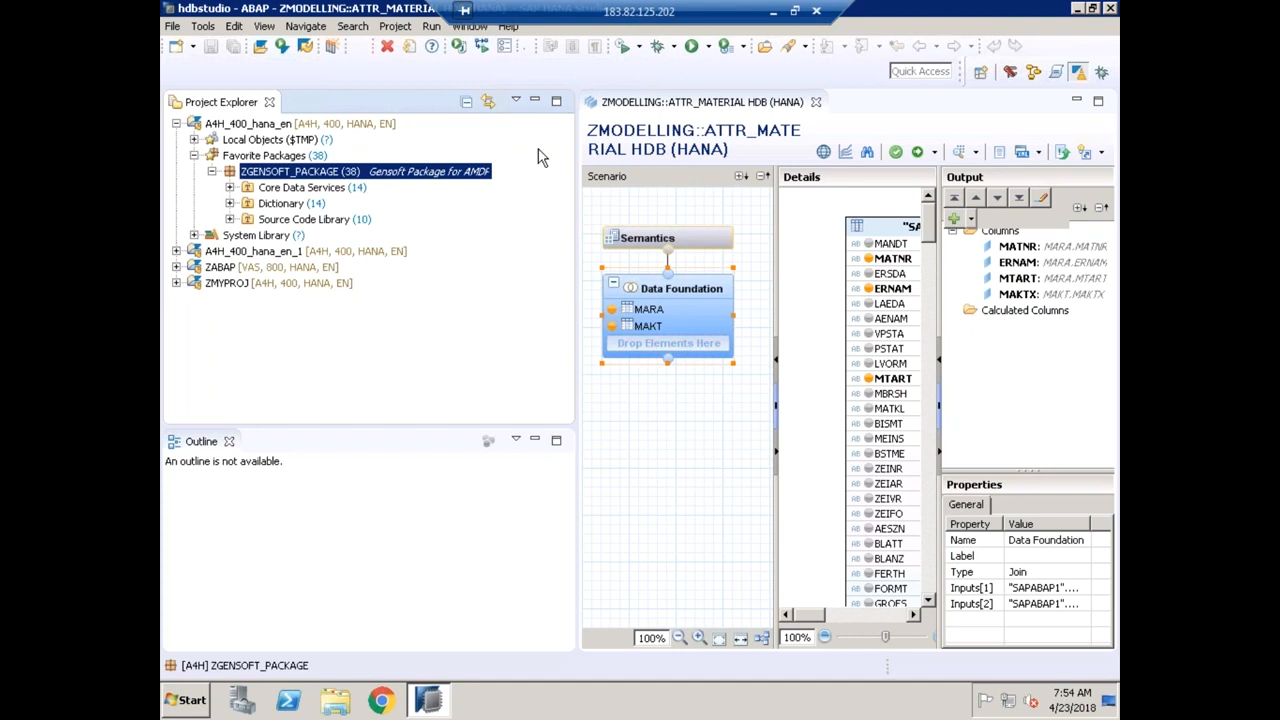 hdbstudio - ABAP - ZMODELLING::ATTR_MATERIAL
183.82.125.202
File Edit View Navigate Search Project Run Window Help
Quick Access
Project Explorer
A4H_400_hana_en [A4H, 400, HANA, EN]
Local Objects ($TMP) (?)
Favorite Packages (38)
ZGENSOFT_PACKAGE (38) Gensoft Package for AMDP
Core Data Services (14)
Dictionary (14)
Source Code Library (10)
System Library (?)
A4H_400_hana_en_1 [A4H, 400, HANA, EN]
ZABAP [VAS, 800, HANA, EN]
ZMYPROJ [A4H, 400, HANA, EN]
Outline
An outline is not available.
ZMODELLING::ATTR_MATERIAL HDB (HANA)
ZMODELLING::ATTR_MATE
RIAL HDB (HANA)
Scenario
Semantics
Data Foundation
MARA
MAKT
Drop Elements Here
100%
Details
"SA
MANDT
MATNR
ERSDA
ERNAM
LAEDA
AENAM
VPSTA
PSTAT
LVORM
MTART
MBRSH
MATKL
BISMT
MEINS
BSTME
ZEINR
ZEIAR
ZEIVR
ZEIFO
AESZN
BLATT
BLANZ
FERTH
FORMT
GROES
100%
Output
Columns
MATNR: MARA.MATNR
ERNAM: MARA.ERNAM
MTART: MARA.MTART
MAKTX: MAKT.MAKTX
Calculated Columns
Properties
General
Property Value
Name Data Foundation
Label
Type Join
Inputs[1] "SAPABAP1"....
Inputs[2] "SAPABAP1"....
[A4H] ZGENSOFT_PACKAGE
Start
7:54 AM
4/23/2018